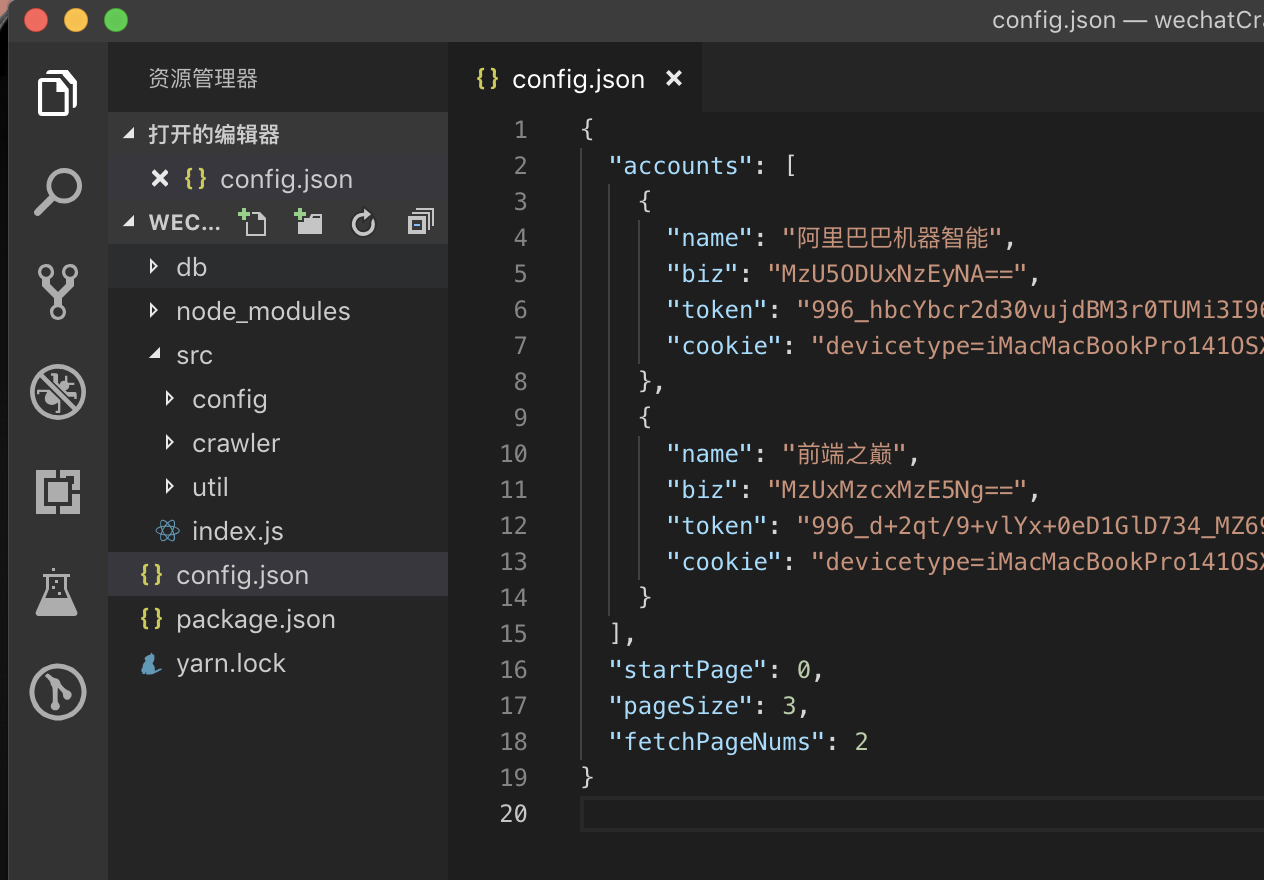 config.json — wechatCra
资源管理器
打开的编辑器
config.json
WEC...
db
node_modules
src
config
crawler
util
index.js
config.json
package.json
yarn.lock
{} config.json ×
1 {
2 "accounts": [
3 {
4 "name": "阿里巴巴机器智能",
5 "biz": "MzU5ODUxNzEyNA==",
6 "token": "996_hbcYbcr2d30vujdBM3r0TUMi3I96
7 "cookie": "devicetype=iMacMacBookPro141OSX
8 },
9 {
10 "name": "前端之巅",
11 "biz": "MzUxMzcxMzE5Ng==",
12 "token": "996_d+2qt/9+vlYx+0eD1GlD734_MZ69
13 "cookie": "devicetype=iMacMacBookPro141OSX
14 }
15 ],
16 "startPage": 0,
17 "pageSize": 3,
18 "fetchPageNums": 2
19 }
20